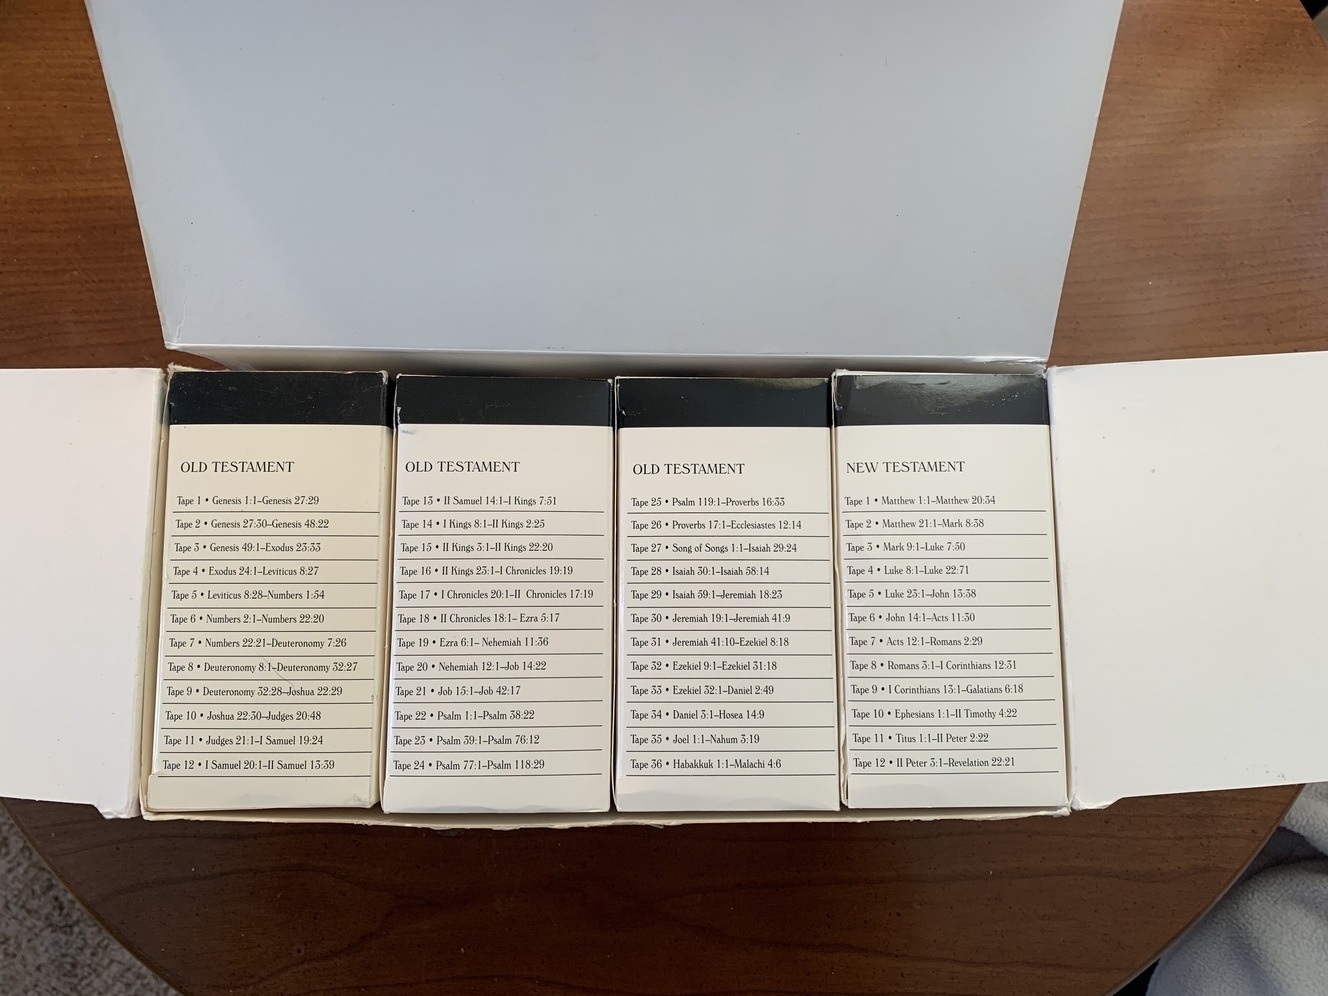 OLD TESTAMENT
Tape 1 • Genesis 1:1–Genesis 27:29
Tape 2 • Genesis 27:30–Genesis 48:22
Tape 3 • Genesis 49:1–Exodus 23:33
Tape 4 • Exodus 24:1–Leviticus 8:27
Tape 5 • Leviticus 8:28–Numbers 1:54
Tape 6 • Numbers 2:1–Numbers 22:20
Tape 7 • Numbers 22:21–Deuteronomy 7:26
Tape 8 • Deuteronomy 8:1–Deuteronomy 32:27
Tape 9 • Deuteronomy 32:28–Joshua 22:29
Tape 10 • Joshua 22:30–Judges 20:48
Tape 11 • Judges 21:1–I Samuel 19:24
Tape 12 • I Samuel 20:1–II Samuel 13:39
OLD TESTAMENT
Tape 13 • II Samuel 14:1–I Kings 7:51
Tape 14 • I Kings 8:1–II Kings 2:25
Tape 15 • II Kings 3:1–II Kings 22:20
Tape 16 • II Kings 23:1–I Chronicles 19:19
Tape 17 • I Chronicles 20:1–II Chronicles 17:19
Tape 18 • II Chronicles 18:1– Ezra 5:17
Tape 19 • Ezra 6:1– Nehemiah 11:36
Tape 20 • Nehemiah 12:1–Job 14:22
Tape 21 • Job 15:1–Job 42:17
Tape 22 • Psalm 1:1–Psalm 38:22
Tape 23 • Psalm 39:1–Psalm 76:12
Tape 24 • Psalm 77:1–Psalm 118:29
OLD TESTAMENT
Tape 25 • Psalm 119:1–Proverbs 16:33
Tape 26 • Proverbs 17:1–Ecclesiastes 12:14
Tape 27 • Song of Songs 1:1–Isaiah 29:24
Tape 28 • Isaiah 30:1–Isaiah 58:14
Tape 29 • Isaiah 59:1–Jeremiah 18:23
Tape 30 • Jeremiah 19:1–Jeremiah 41:9
Tape 31 • Jeremiah 41:10–Ezekiel 8:18
Tape 32 • Ezekiel 9:1–Ezekiel 31:18
Tape 33 • Ezekiel 32:1–Daniel 2:49
Tape 34 • Daniel 3:1–Hosea 14:9
Tape 35 • Joel 1:1–Nahum 3:19
Tape 36 • Habakkuk 1:1–Malachi 4:6
NEW TESTAMENT
Tape 1 • Matthew 1:1–Matthew 20:34
Tape 2 • Matthew 21:1–Mark 8:38
Tape 3 • Mark 9:1–Luke 7:50
Tape 4 • Luke 8:1–Luke 22:71
Tape 5 • Luke 23:1–John 13:38
Tape 6 • John 14:1–Acts 11:30
Tape 7 • Acts 12:1–Romans 2:29
Tape 8 • Romans 3:1–I Corinthians 12:31
Tape 9 • I Corinthians 13:1–Galatians 6:18
Tape 10 • Ephesians 1:1–II Timothy 4:22
Tape 11 • Titus 1:1–II Peter 2:22
Tape 12 • II Peter 3:1–Revelation 22:21